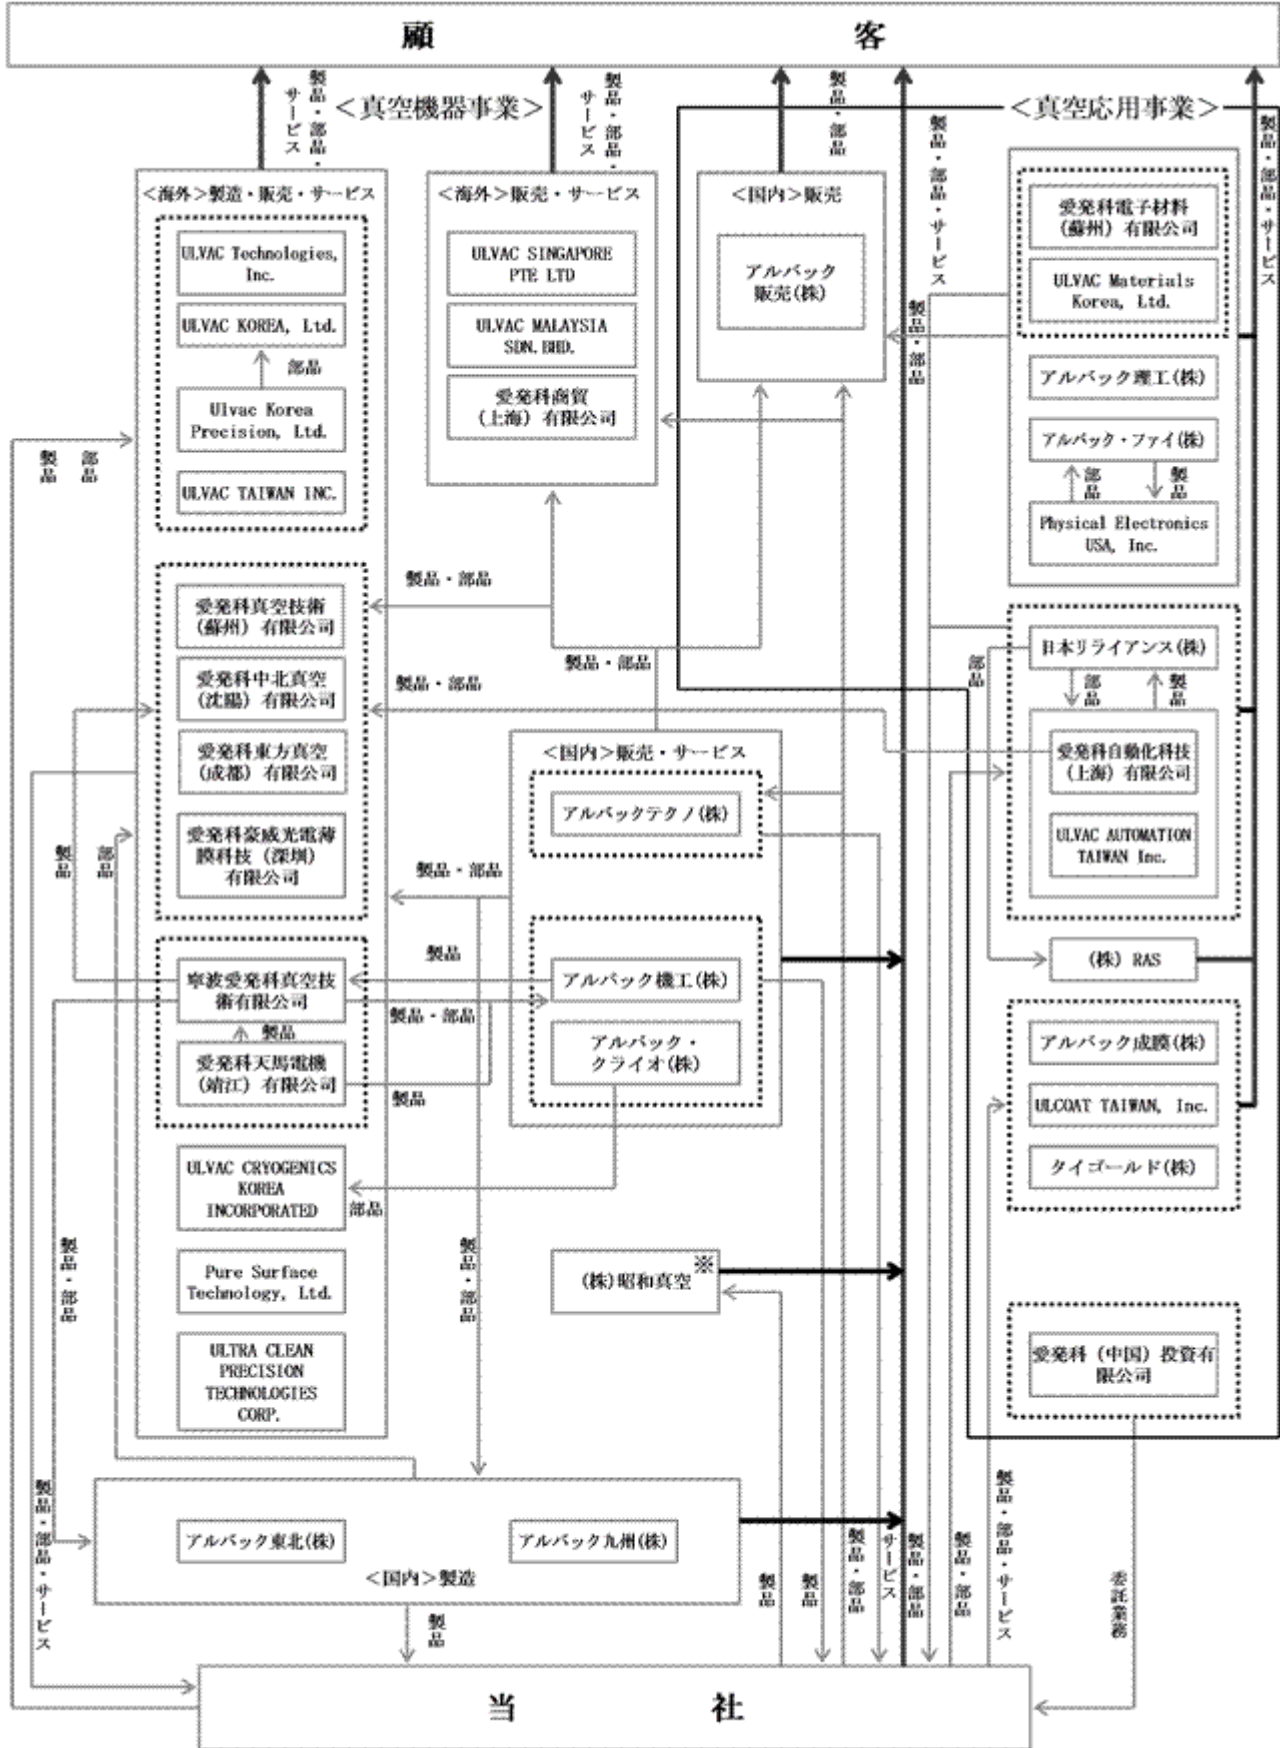 顧客
製品・部品・
サービス
＜真空機器事業＞
製品・部品・
サービス
製品・部品
＜真空応用事業＞
製品・部品・サービス
製品・部品・サービス
＜海外＞製造・販売・サービス
ULVAC Technologies,
Inc.
ULVAC KOREA, Ltd.
部品
Ulvac Korea
Precision, Ltd.
ULVAC TAIWAN INC.
製品
部品
愛発科真空技術
（蘇州）有限公司
愛発科中北真空
（沈陽）有限公司
愛発科東方真空
（成都）有限公司
愛発科豪威光電薄
膜科技（深圳）
有限公司
製品
部品
寧波愛発科真空技
術有限公司
製品
愛発科天馬電機
（靖江）有限公司
ULVAC CRYOGENICS
KOREA
INCORPORATED
Pure Surface
Technology, Ltd.
ULTRA CLEAN
PRECISION
TECHNOLOGIES
CORP.
＜海外＞販売・サービス
ULVAC SINGAPORE
PTE LTD
ULVAC MALAYSIA
SDN.BHD.
愛発科商貿
（上海）有限公司
＜国内＞販売
アルバック
販売(株)
製品・部品
製品・部品
製品・部品
製品・部品
＜国内＞販売・サービス
アルバックテクノ(株)
製品・部品
製品
アルバック機工(株)
製品・部品
アルバック・
クライオ(株)
製品
部品
製品・部品
製品・部品
(株)昭和真空
※
愛発科電子材料
（蘇州）有限公司
ULVAC Materials
Korea, Ltd.
アルバック理工(株)
アルバック・ファイ(株)
部品
製品
Physical Electronics
USA, Inc.
日本リライアンス(株)
部品
部品
製品
愛発科自動化科技
（上海）有限公司
ULVAC AUTOMATION
TAIWAN Inc.
(株) RAS
アルバック成膜(株)
ULCOAT TAIWAN, Inc.
タイゴールド(株)
愛発科（中国）投資有
限公司
アルバック東北(株)
アルバック九州(株)
＜国内＞製造
製品・部品・サービス
製品
製品
製品
製品・部品
サービス
製品・部品
製品・部品
製品・部品・サービス
委託業務
当社